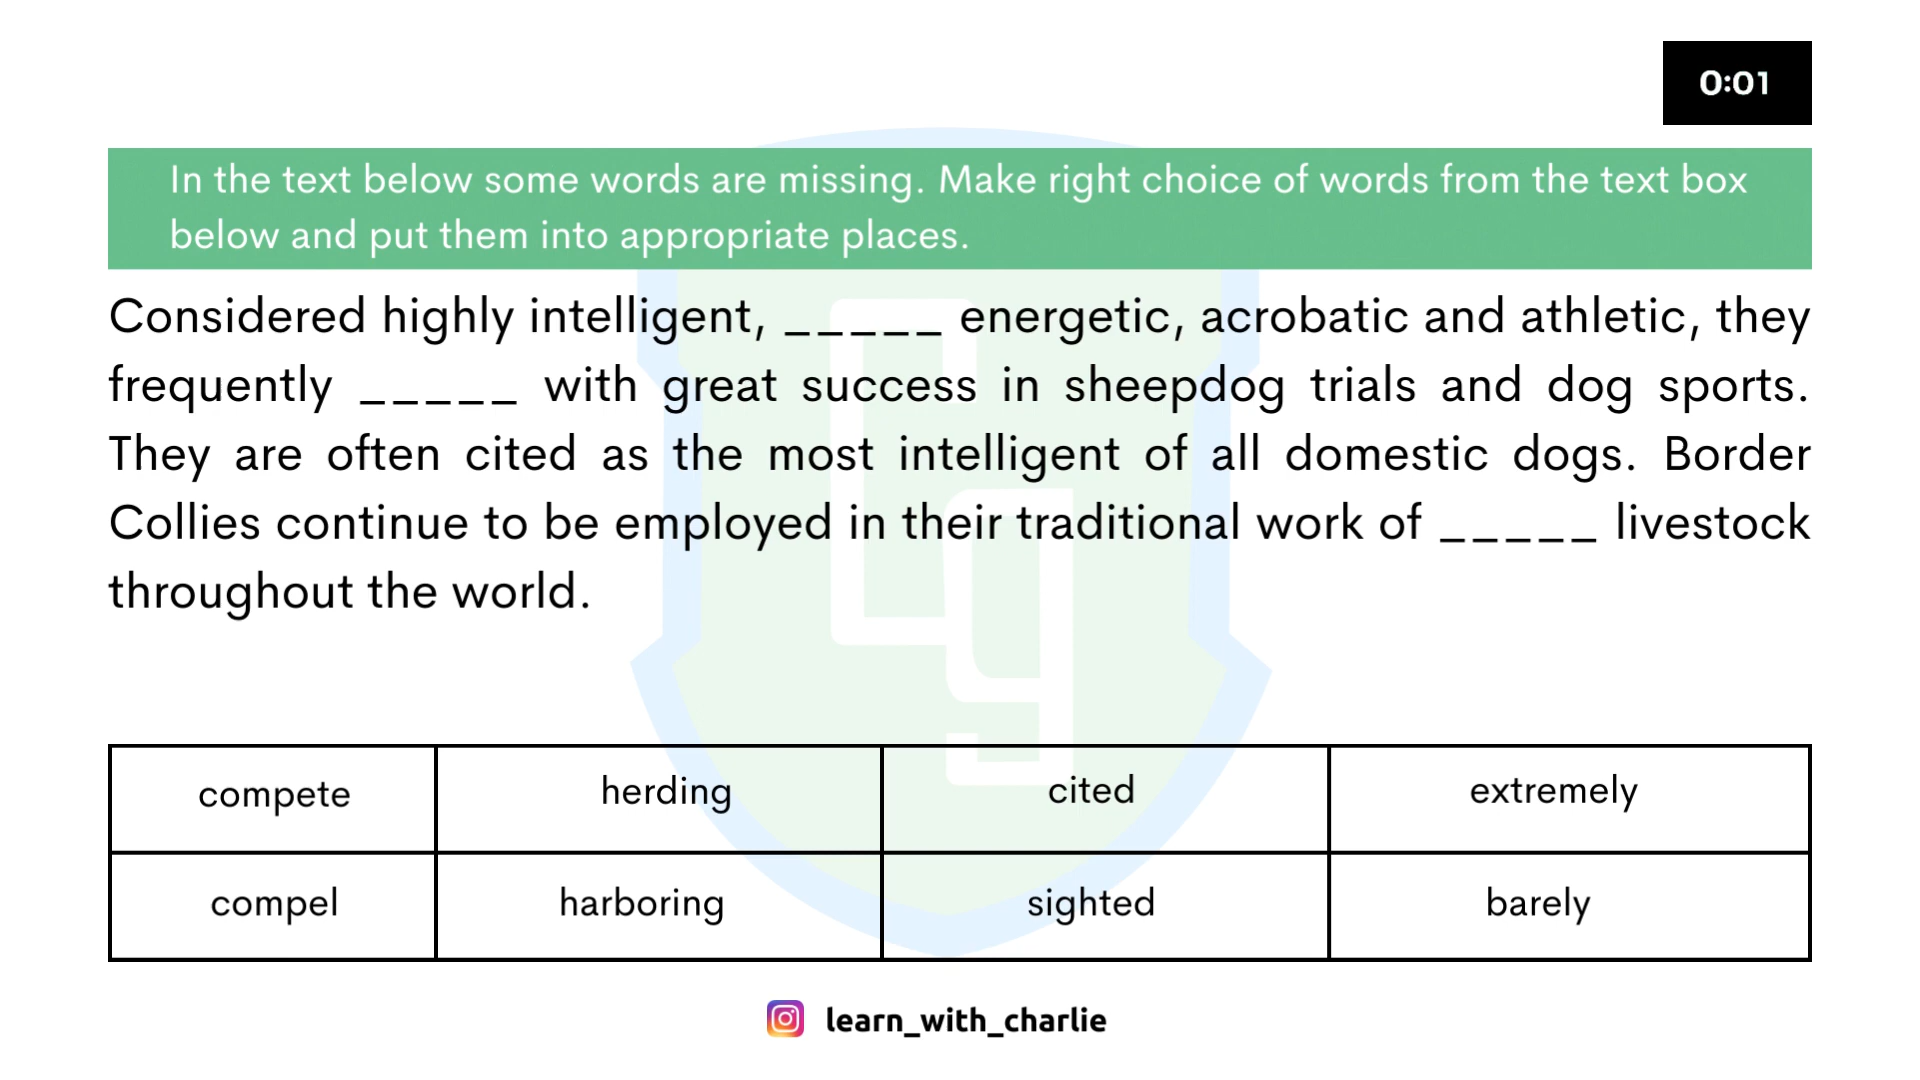 0:01
In the text below some words are missing. Make right choice of words from the text box
below and put them into appropriate places.
Considered highly intelligent, _____ energetic, acrobatic and athletic, they
frequently _____ with great success in sheepdog trials and dog sports.
They are often cited as the most intelligent of all domestic dogs. Border
Collies continue to be employed in their traditional work of _____ livestock
throughout the world.
compete herding cited extremely
compel harboring sighted barely
learn_with_charlie